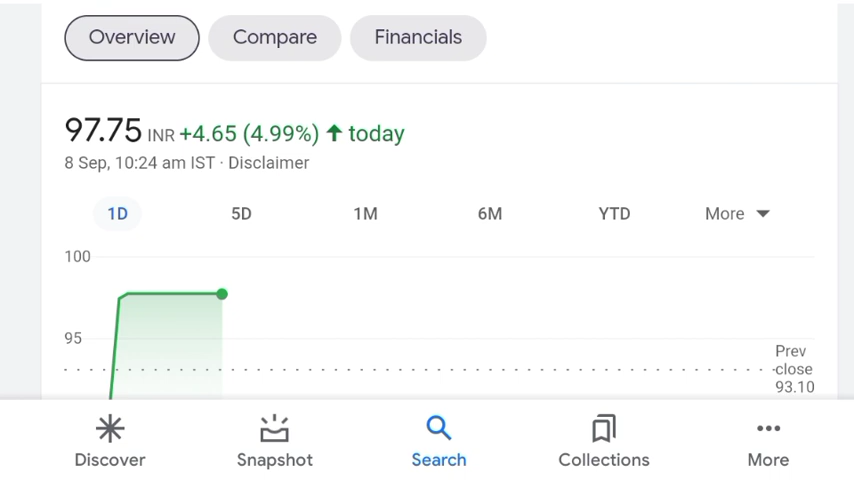 Overview Compare Financials
97.75 INR +4.65 (4.99%) ↑ today
8 Sep, 10:24 am IST · Disclaimer
1D 5D 1M 6M YTD More
100
95
Prev
close
93.10
Discover Snapshot Search Collections More